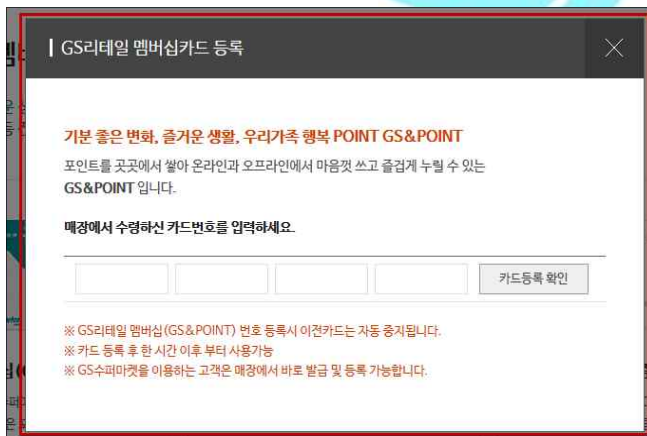 GS리테일 멤버십카드 등록
기분 좋은 변화, 즐거운 생활, 우리가족 행복 POINT GS&POINT
포인트를 곳곳에서 쌓아 온라인과 오프라인에서 마음껏 쓰고 즐겁게 누릴 수 있는
GS&POINT 입니다.
매장에서 수령하신 카드번호를 입력하세요.
카드등록 확인
※ GS리테일 멤버십(GS&POINT) 번호 등록시 이전카드는 자동 중지됩니다.
※ 카드 등록 후 한 시간 이후 부터 사용가능
※ GS수퍼마켓을 이용하는 고객은 매장에서 바로 발급 및 등록 가능합니다.